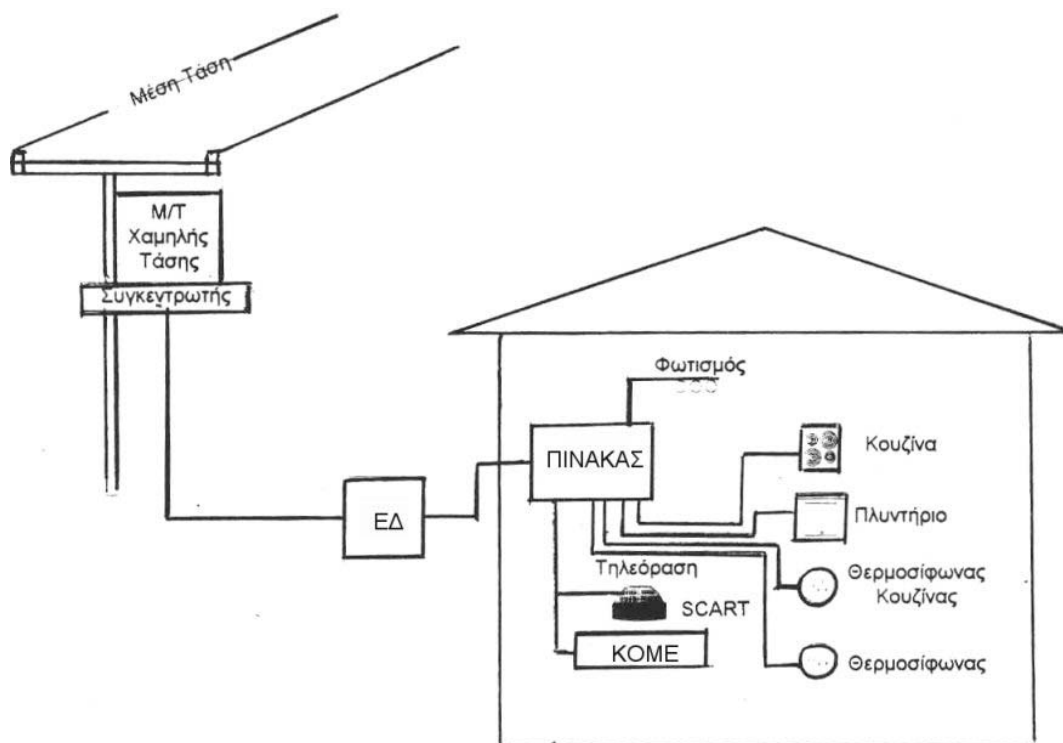 Μέση Τάση
Μ/Τ
Χαμηλής
Τάσης
Συγκεντρωτής
Φωτισμός
ΠΙΝΑΚΑΣ
Κουζίνα
ΕΔ
Πλυντήριο
Τηλεόραση
Θερμοσίφωνας
Κουζίνας
SCART
ΚΟΜΕ
Θερμοσίφωνας